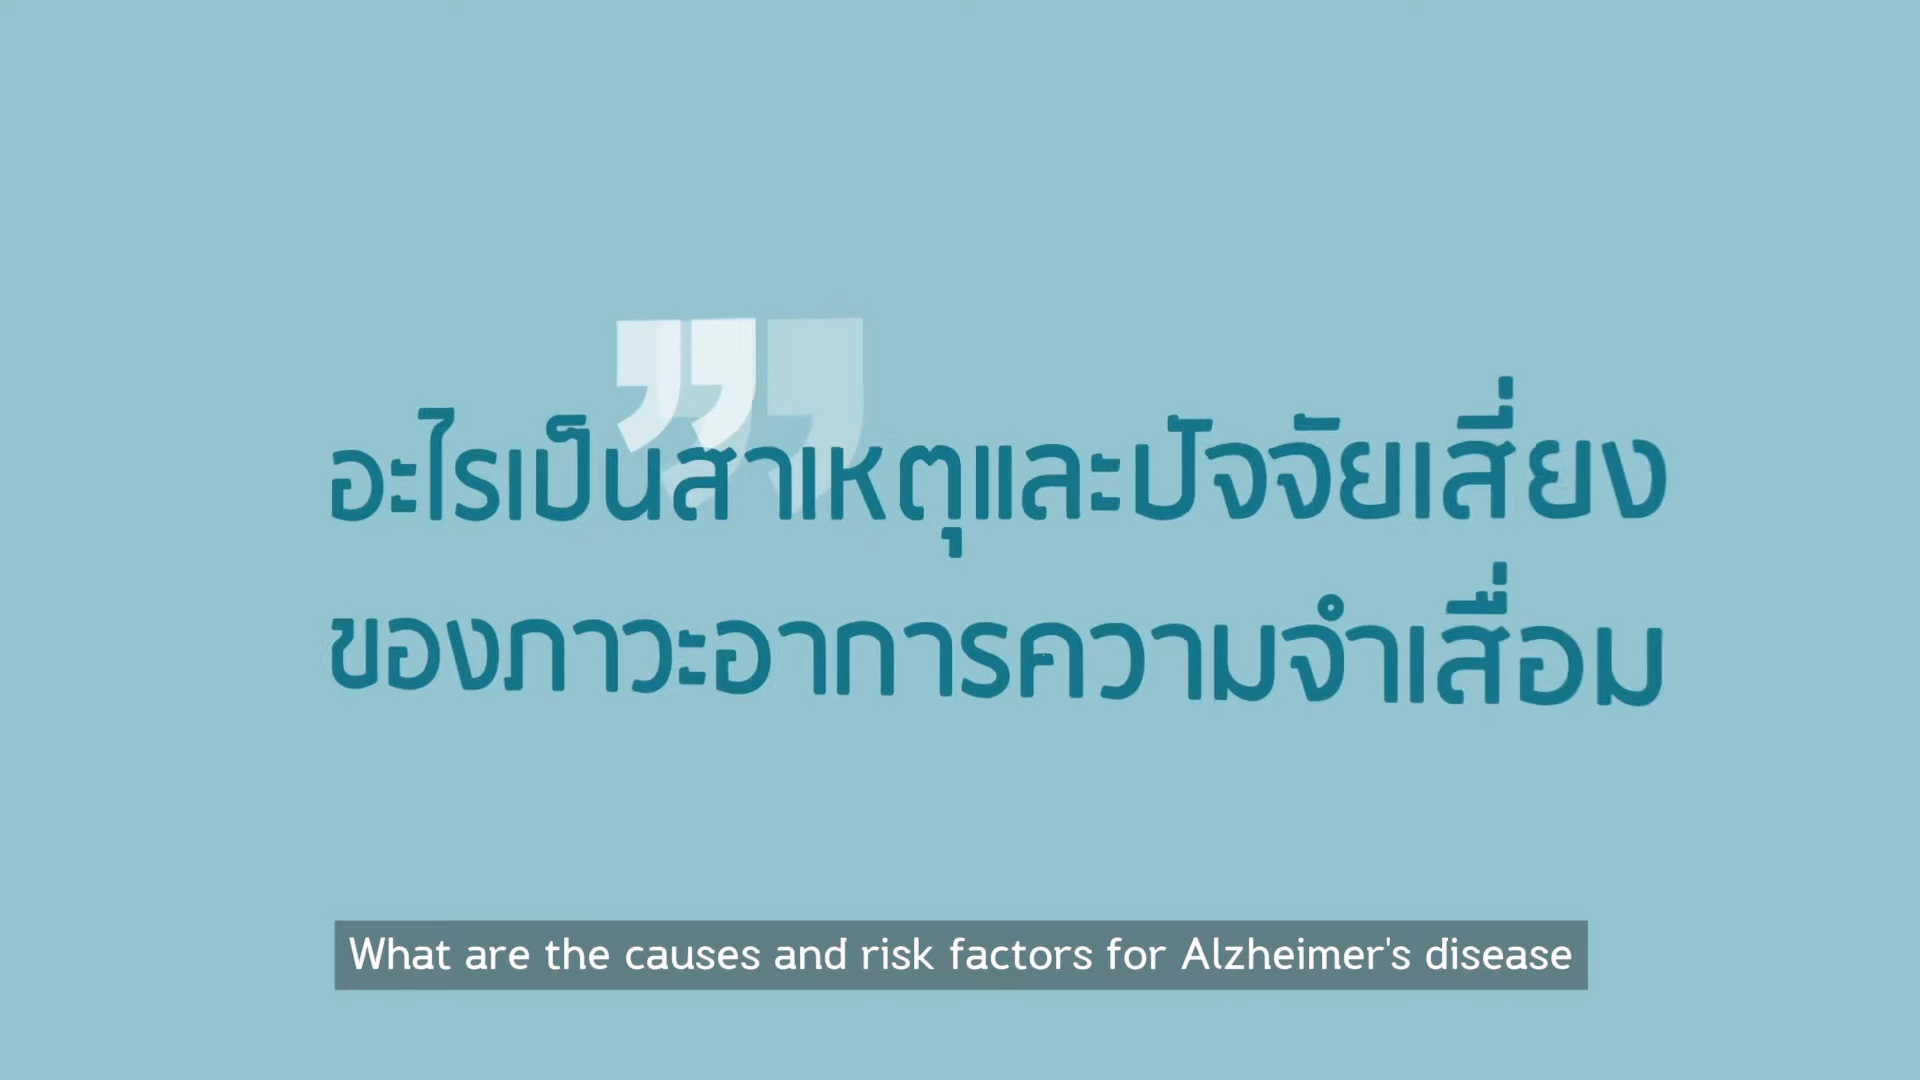 อะไรเป็นสาเหตุและปัจจัยเสี่ยง
ของภาวะอาการความจำเสื่อม
What are the causes and risk factors for Alzheimer's disease